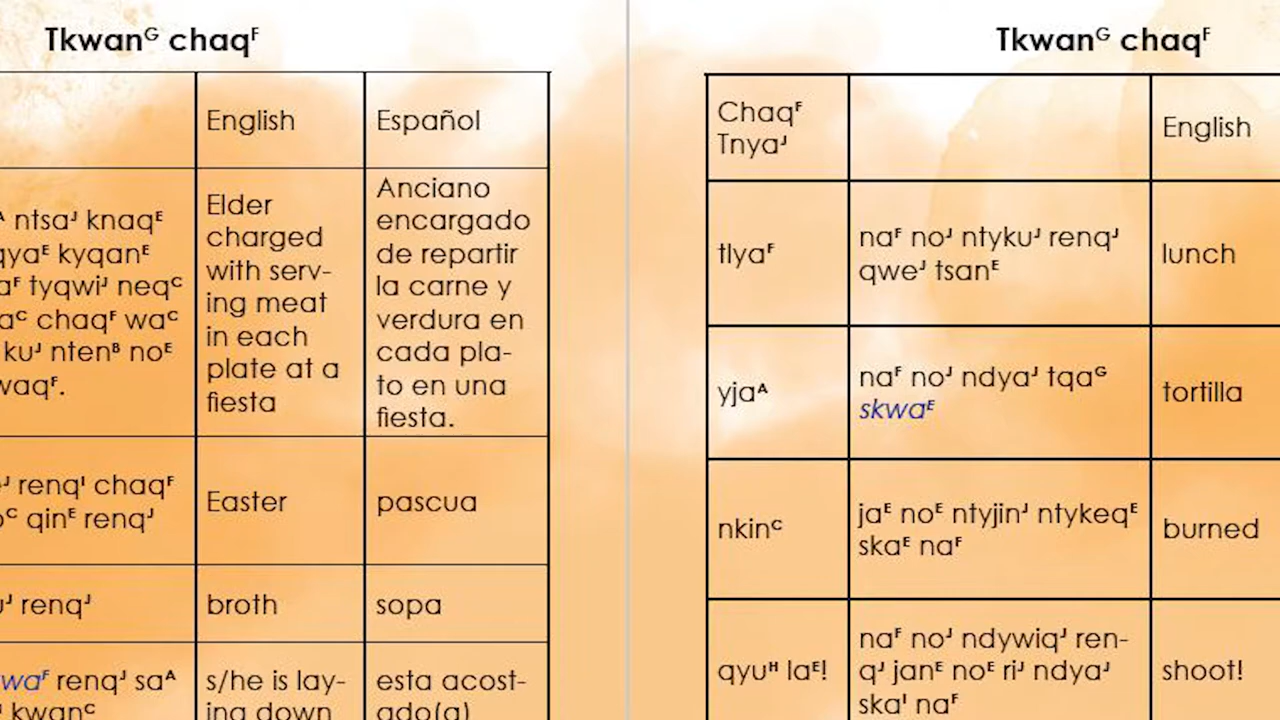 Tkwanᴳ chaqꟳ
English
Español
ᴬ ntsaᴶ knaqᴱ
qyaᴱ kyqanᴱ
aꟳ tyqwiᴶ neqᶜ
aᶜ chaqꟳ waᶜ
kuᴶ ntenᴮ noᴱ
waqꟳ.
Elder
charged
with serv-
ing meat
in each
plate at a
fiesta
Anciano
encargado
de repartir
la carne y
verdura en
cada pla-
to en una
fiesta.
ᴶ renqᴵ chaqꟳ
oᶜ qinᴱ renqᴶ
Easter
pascua
uᴶ renqᴶ
broth
sopa
waꟳ renqᴶ saᴬ
ᴶ kwanᶜ
s/he is lay-
ing down
esta acost-
ado(a)
Tkwanᴳ chaqꟳ
Chaqꟳ
Tnyaᴶ
English
tlyaꟳ
naꟳ noᴶ ntykuᴶ renqᴶ
qweᴶ tsanᴱ
lunch
yjaᴬ
naꟳ noᴶ ndyaᴶ tqaᴳ
skwaᴱ
tortilla
nkinᶜ
jaᴱ noᴱ ntyjinᴶ ntykeqᴱ
skaᴱ naꟳ
burned
qyuᴴ laᴱ!
naꟳ noᴶ ndywiqᴶ ren-
qᴶ janᴱ noᴱ riᴶ ndyaᴶ
skaᴵ naꟳ
shoot!